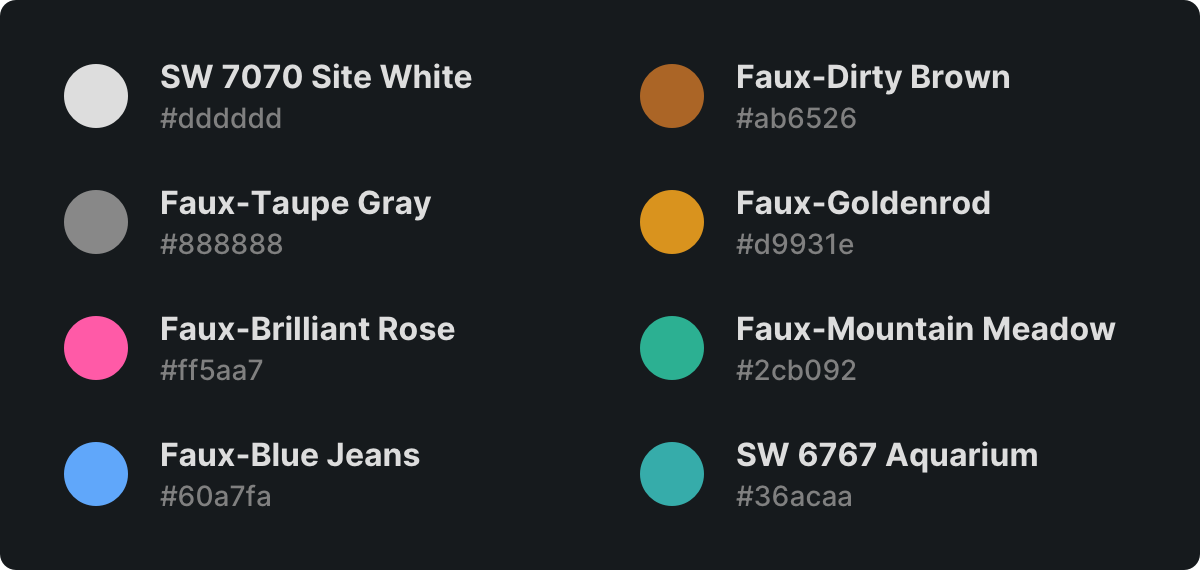 SW 7070 Site White
#dddddd
Faux-Taupe Gray
#888888
Faux-Brilliant Rose
#ff5aa7
Faux-Blue Jeans
#60a7fa
Faux-Dirty Brown
#ab6526
Faux-Goldenrod
#d9931e
Faux-Mountain Meadow
#2cb092
SW 6767 Aquarium
#36acaa